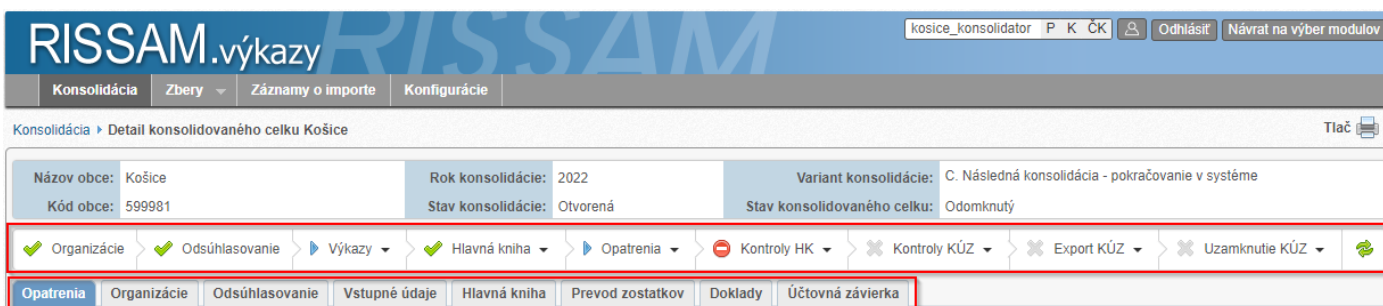 RISSAM.výkazy RISSAM kosice_konsolidator P K ČK Odhlásiť Návrat na výber modulov
Konsolidácia Zbery Záznamy o importe Konfigurácie
Konsolidácia Detail konsolidovaného celku Košice Tlač
Názov obce: Košice Rok konsolidácie: 2022 Variant konsolidácie: C. Následná konsolidácia - pokračovanie v systéme
Kód obce: 599981 Stav konsolidácie: Otvorená Stav konsolidovaného celku: Odomknutý
Organizácie Odsúhlasovanie Výkazy Hlavná kniha Opatrenia Kontroly HK Kontroly KÚZ Export KÚZ Uzamknutie KÚZ
Opatrenia Organizácie Odsúhlasovanie Vstupné údaje Hlavná kniha Prevod zostatkov Doklady Účtovná závierka